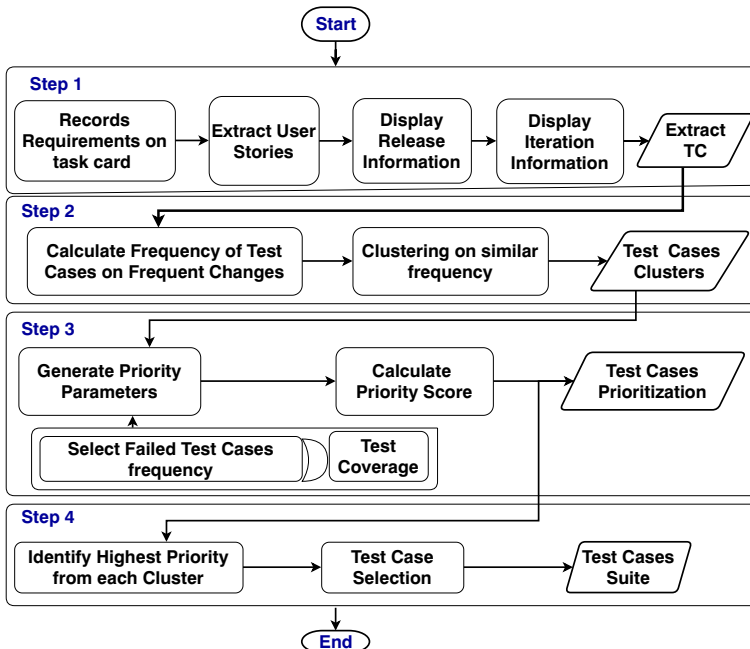 Start
Step 1
Records
Requirements on
task card
Extract User
Stories
Display
Release
Information
Display
Iteration
Information
Extract
TC
Step 2
Calculate Frequency of Test
Cases on Frequent Changes
Clustering on similar
frequency
Test Cases
Clusters
Step 3
Generate Priority
Parameters
Calculate
Priority Score
Test Cases
Prioritization
Select Failed Test Cases
frequency
Test
Coverage
Step 4
Identify Highest Priority
from each Cluster
Test Case
Selection
Test Cases
Suite
End